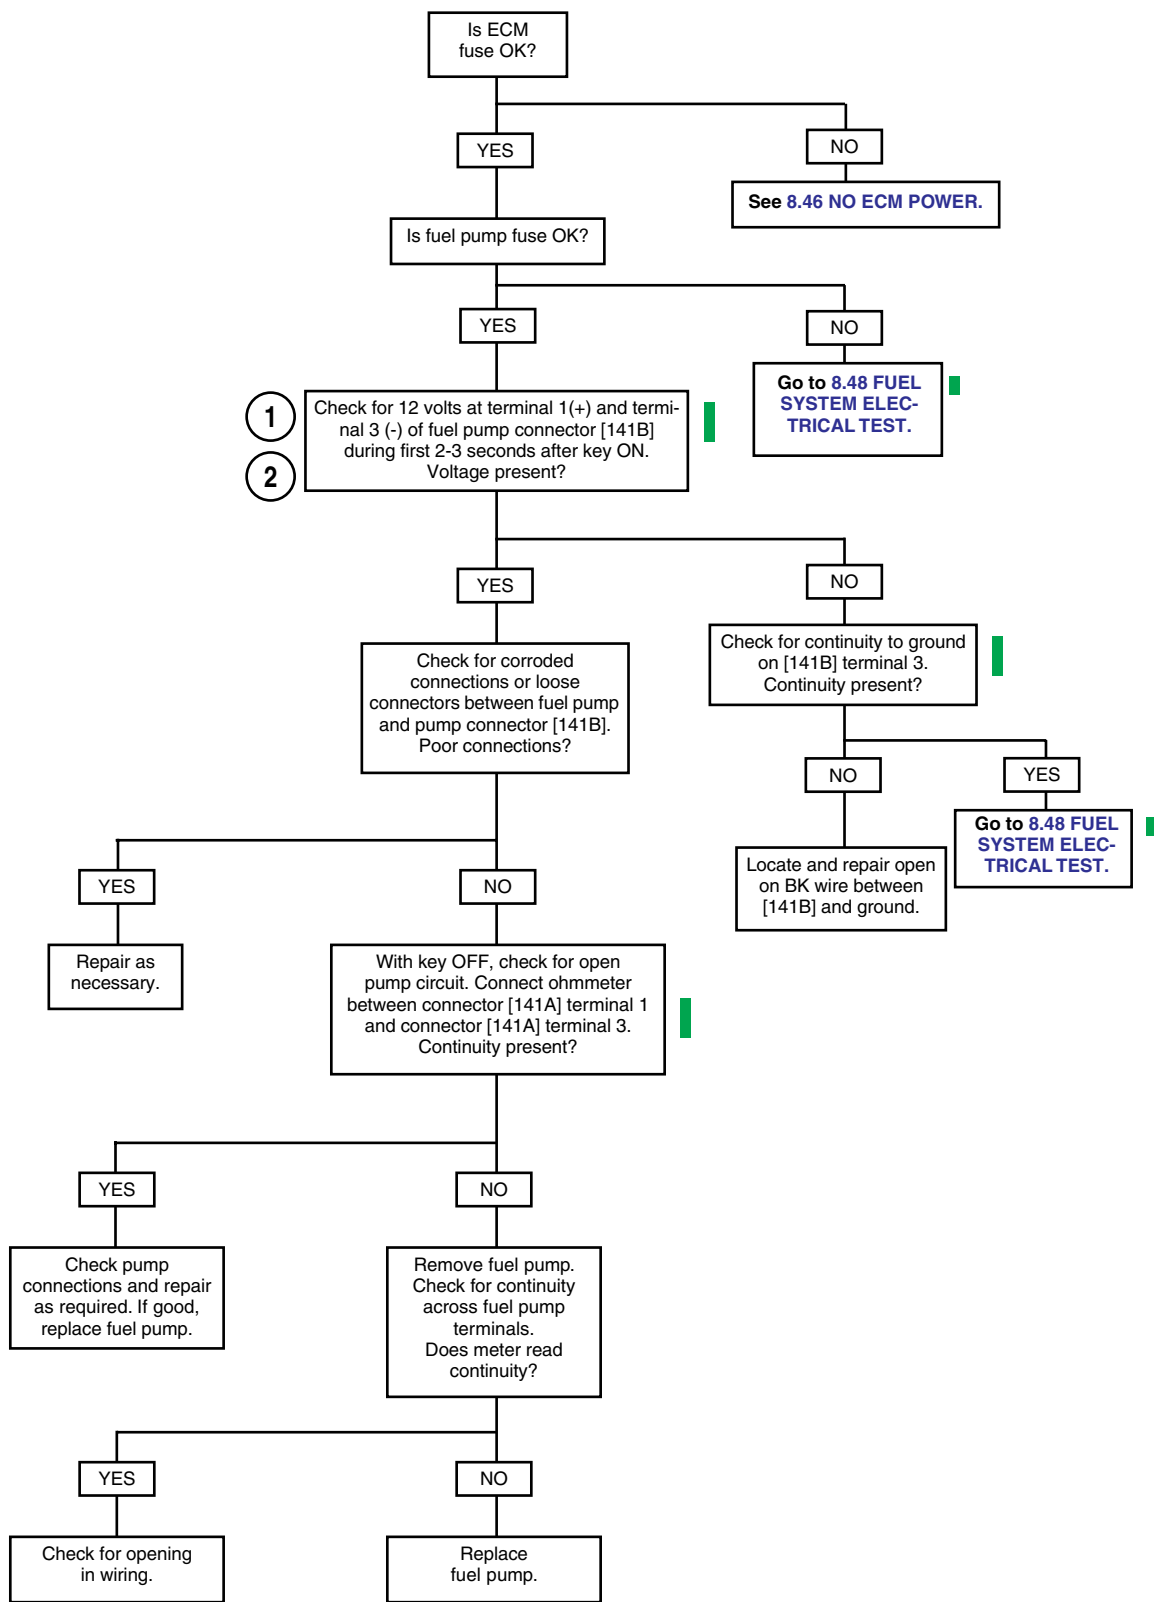 Is ECM
fuse OK?
YES
NO
See 8.46 NO ECM POWER.
Is fuel pump fuse OK?
YES
NO
Go to 8.48 FUEL
SYSTEM ELEC-
TRICAL TEST.
1
2
Check for 12 volts at terminal 1(+) and termi-
nal 3 (-) of fuel pump connector [141B]
during first 2-3 seconds after key ON.
Voltage present?
YES
NO
Check for continuity to ground
on [141B] terminal 3.
Continuity present?
Check for corroded
connections or loose
connectors between fuel pump
and pump connector [141B].
Poor connections?
NO
YES
Go to 8.48 FUEL
SYSTEM ELEC-
TRICAL TEST.
Locate and repair open
on BK wire between
[141B] and ground.
YES
NO
Repair as
necessary.
With key OFF, check for open
pump circuit. Connect ohmmeter
between connector [141A] terminal 1
and connector [141A] terminal 3.
Continuity present?
YES
NO
Check pump
connections and repair
as required. If good,
replace fuel pump.
Remove fuel pump.
Check for continuity
across fuel pump
terminals.
Does meter read
continuity?
YES
NO
Check for opening
in wiring.
Replace
fuel pump.